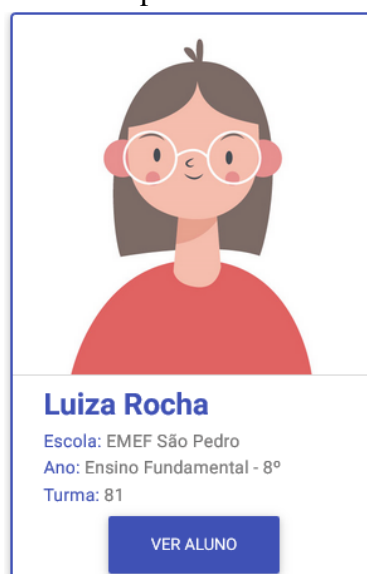 Luiza Rocha
Escola: EMEF São Pedro
Ano: Ensino Fundamental - 8º
Turma: 81
VER ALUNO